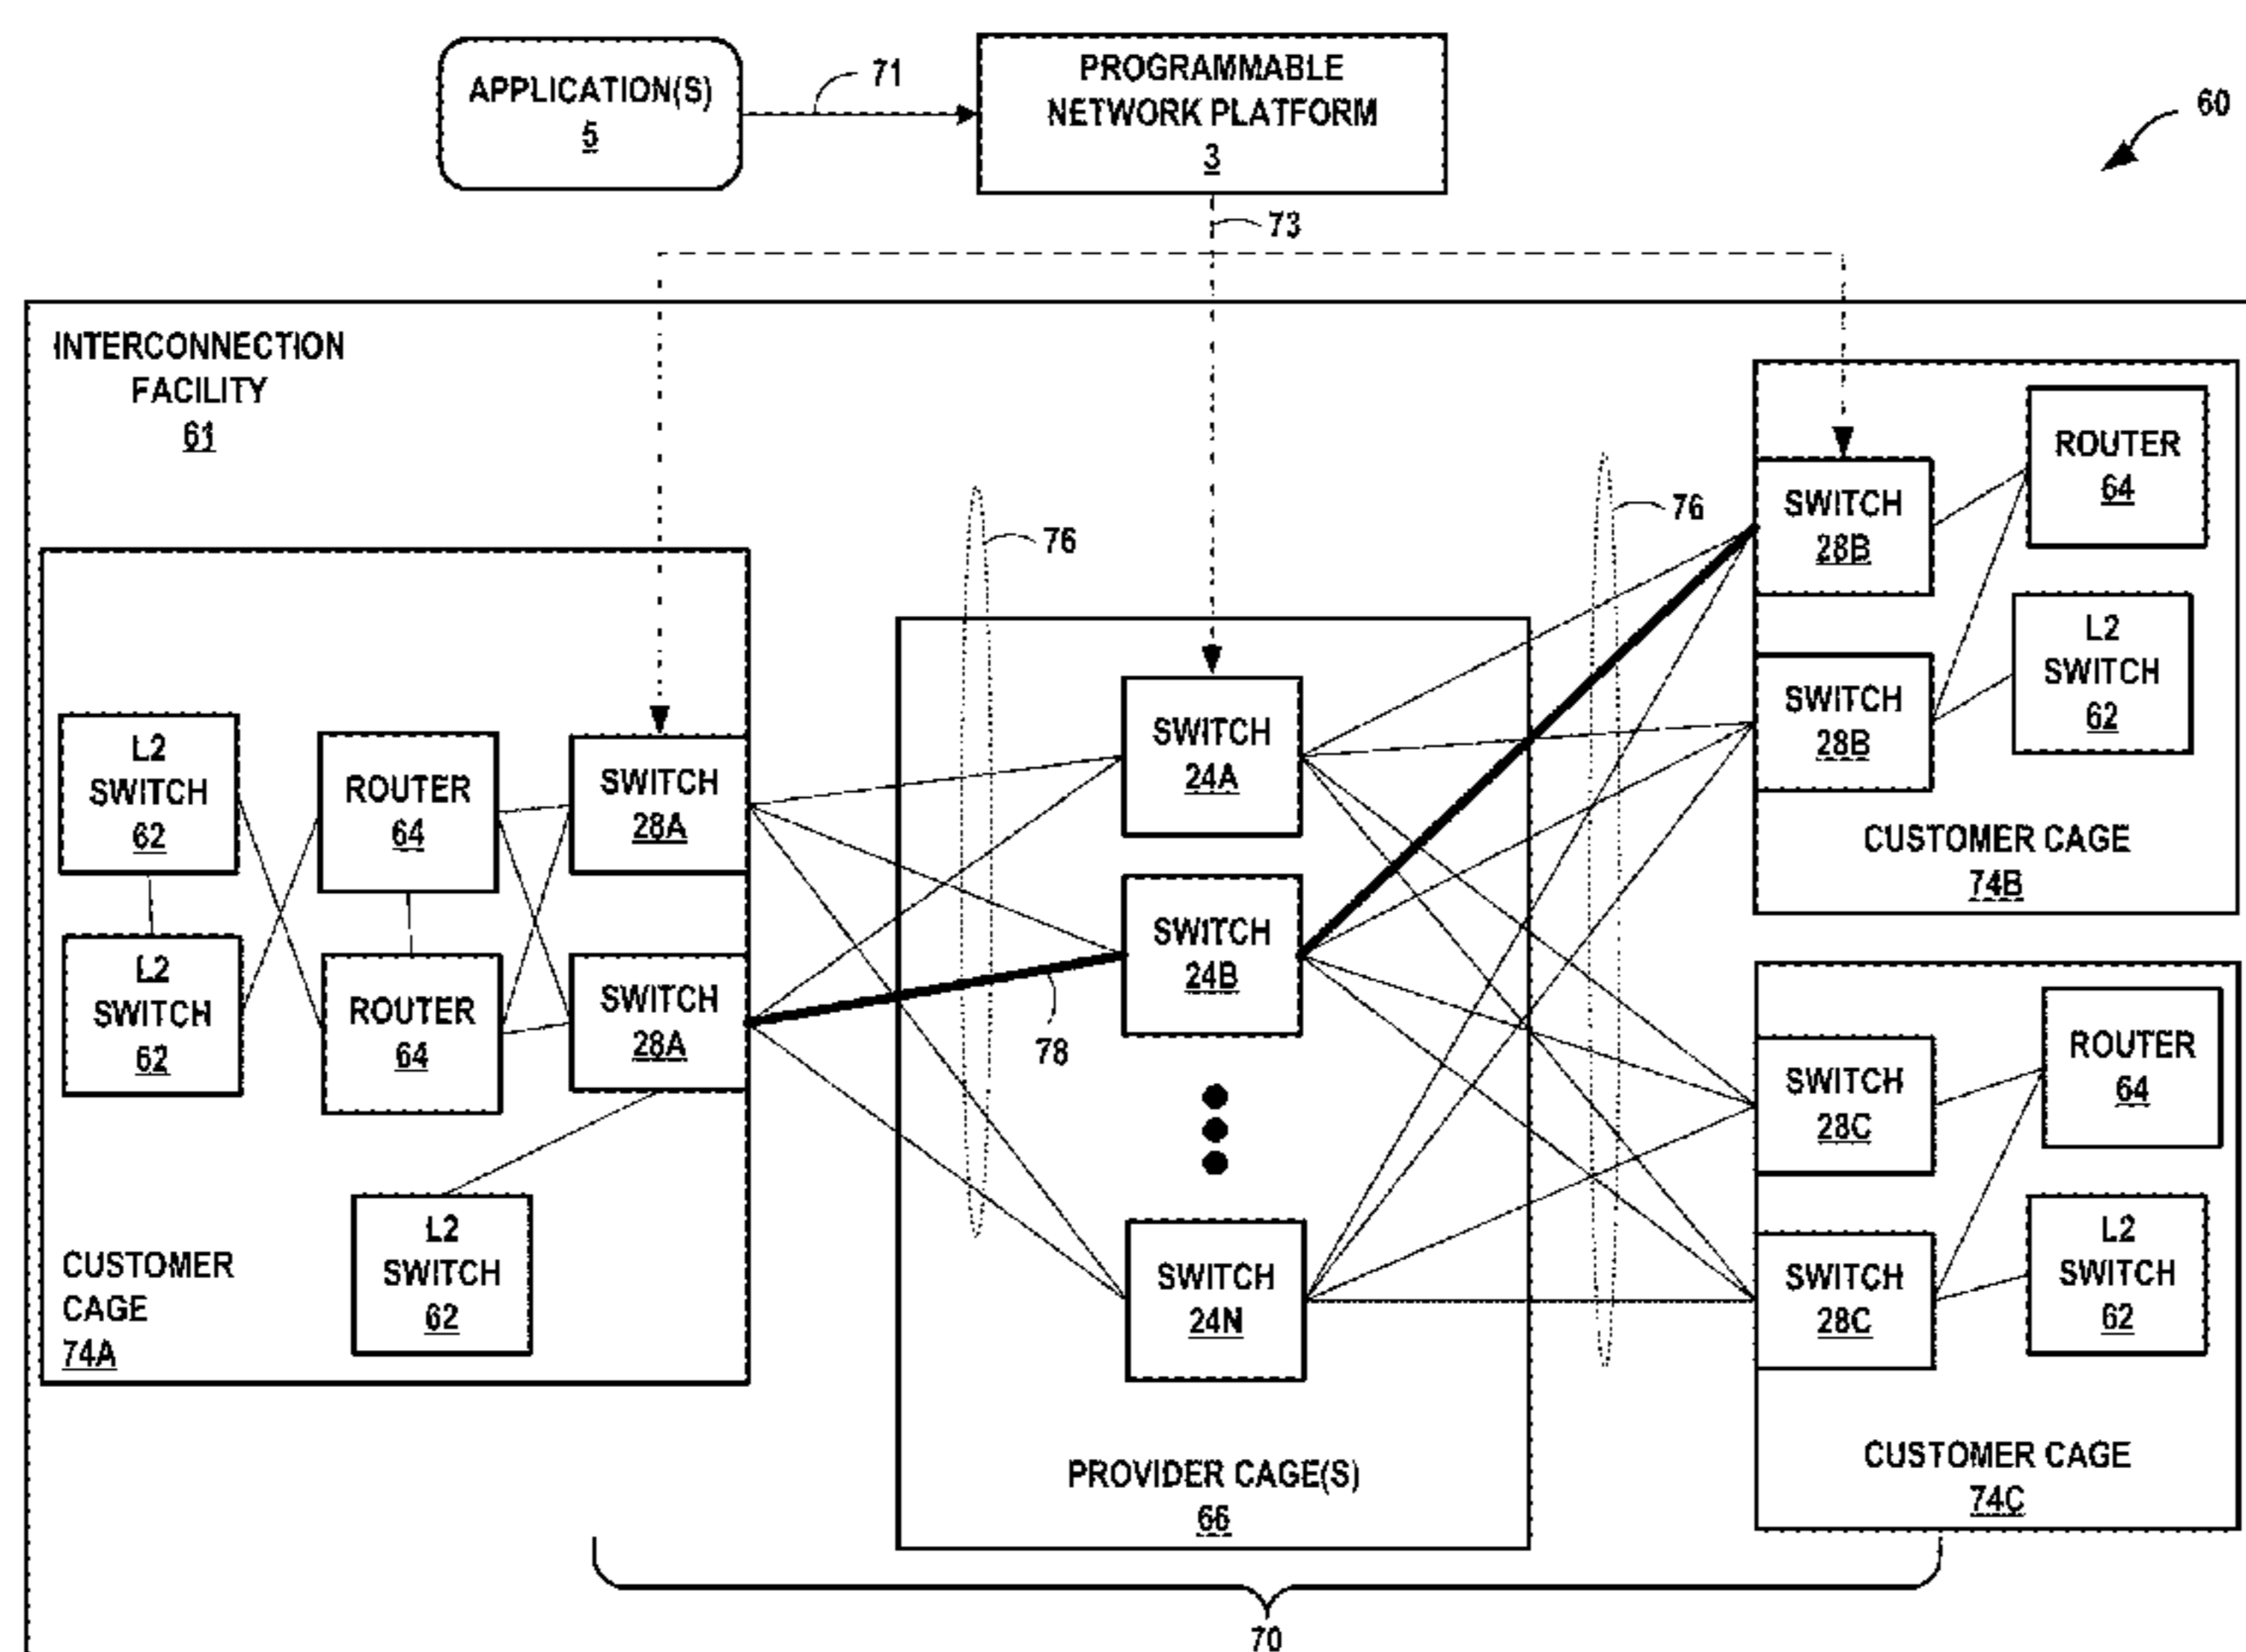 APPLICATION(S)
5
71
PROGRAMMABLE
NETWORK PLATFORM
3
60
73
INTERCONNECTION
FACILITY
61
L2
SWITCH
62
L2
SWITCH
62
ROUTER
64
ROUTER
64
SWITCH
28A
SWITCH
28A
L2
SWITCH
62
CUSTOMER
CAGE
74A
76
78
SWITCH
24A
SWITCH
24B
SWITCH
24N
PROVIDER CAGE(S)
66
76
SWITCH
28B
SWITCH
28B
ROUTER
64
L2
SWITCH
62
CUSTOMER CAGE
74B
SWITCH
28C
SWITCH
28C
ROUTER
64
L2
SWITCH
62
CUSTOMER CAGE
74C
70